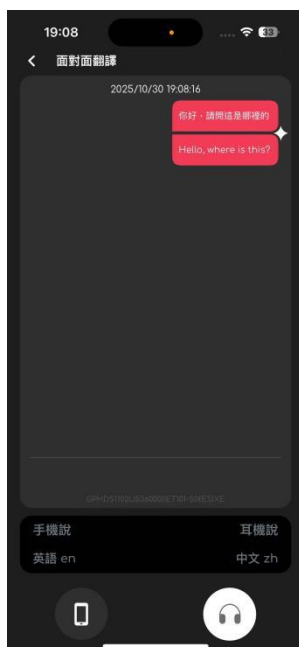 19:08
33
面對面翻譯
2025/10/30 19:08:16
你好，請問這是哪裡的
Hello, where is this?
手機說
耳機說
英語 en
中文 zh